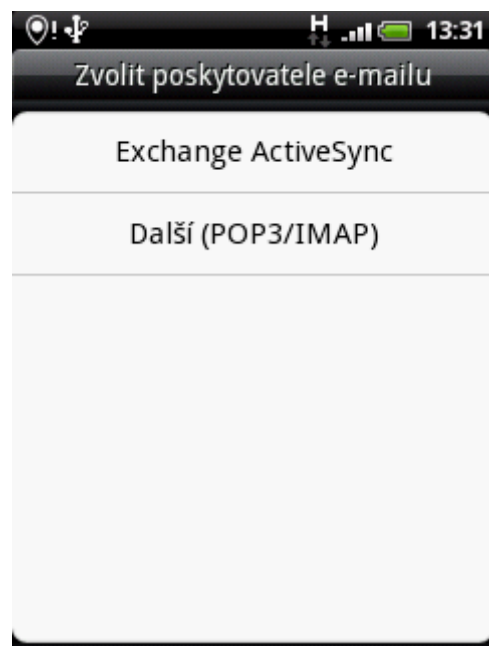 H 13:31
Zvolit poskytovatele e-mailu
Exchange ActiveSync
Další (POP3/IMAP)